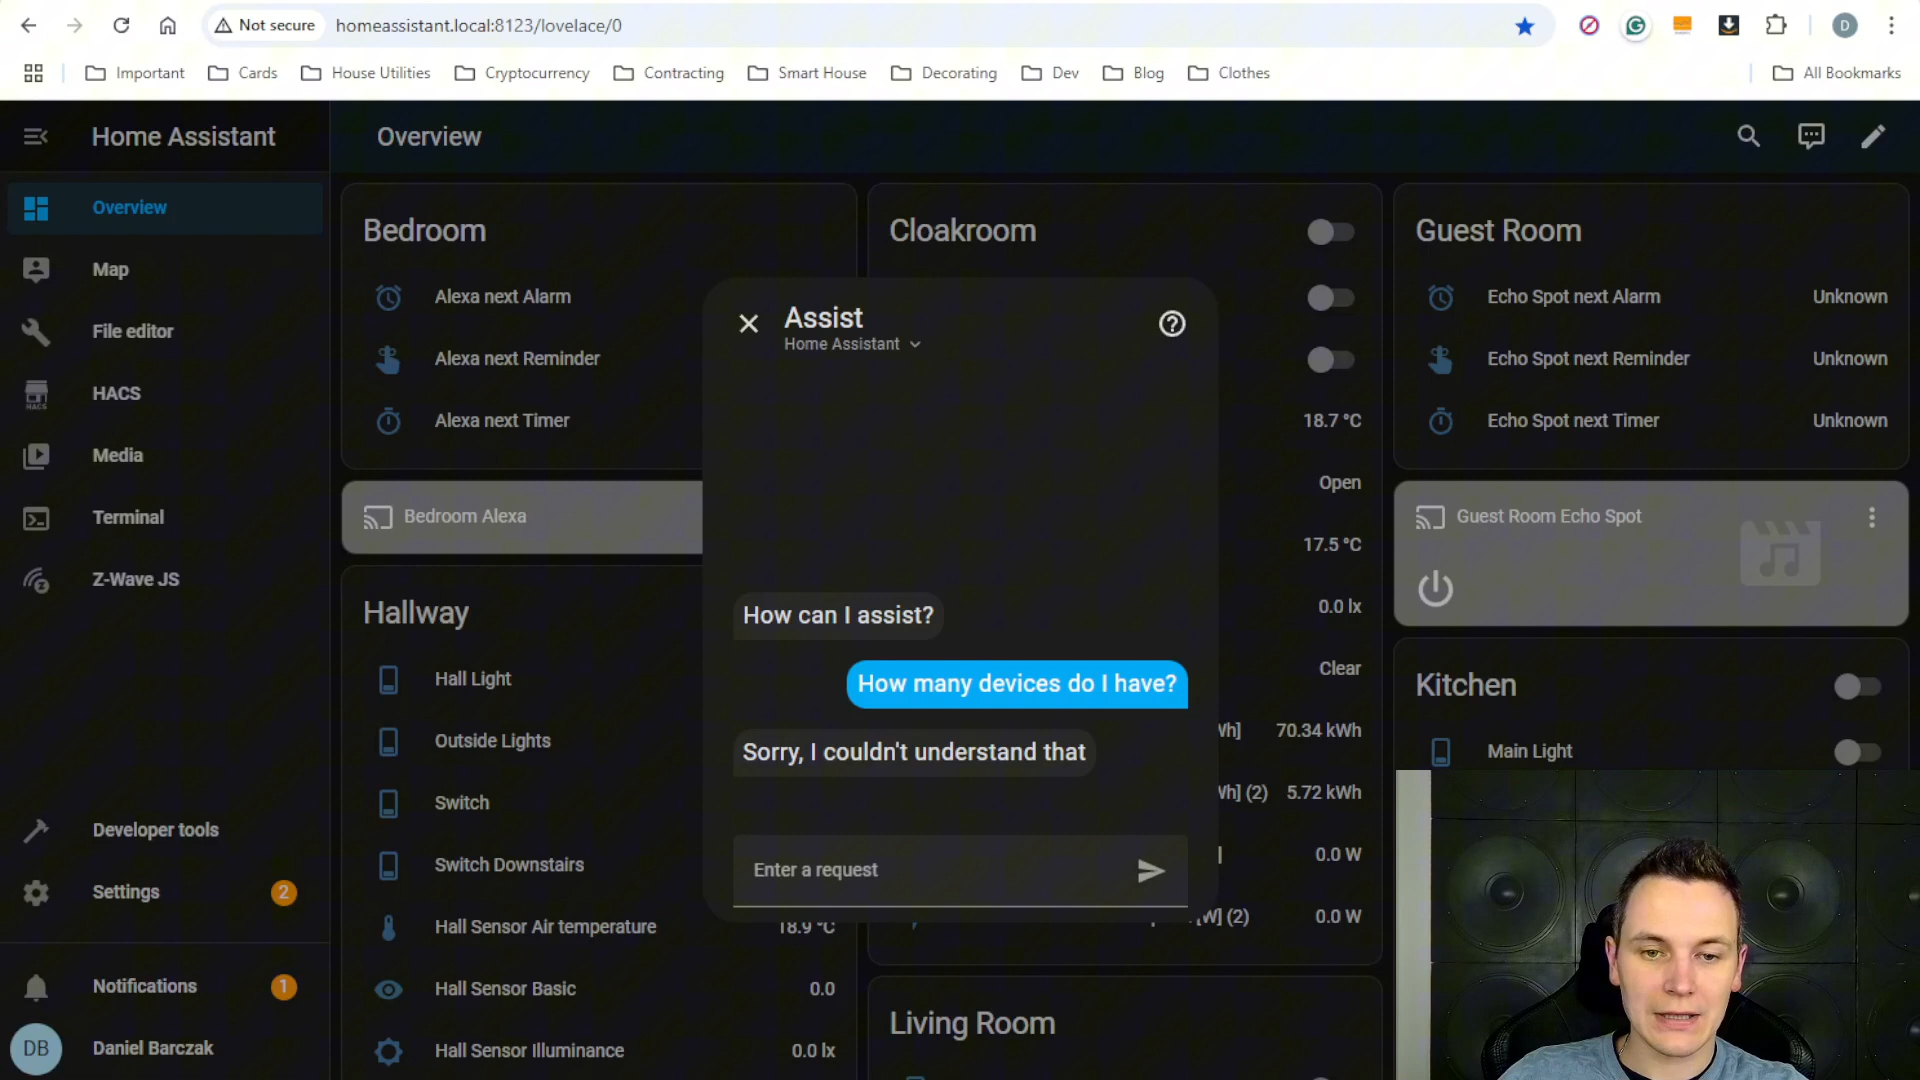 Not secure
homeassistant.local:8123/lovelace/0
D
Important
Cards
House Utilities
Cryptocurrency
Contracting
Smart House
Decorating
Dev
Blog
Clothes
All Bookmarks
Home Assistant
Overview
Overview
Map
File editor
HACS
HACS
Media
Terminal
Z-Wave JS
Developer tools
Settings
2
Notifications
1
DB
Daniel Barczak
Bedroom
Alexa next Alarm
Alexa next Reminder
Alexa next Timer
Bedroom Alexa
Hallway
Hall Light
Outside Lights
Switch
Switch Downstairs
Hall Sensor Air temperature
18.9 °C
Hall Sensor Basic
0.0
Hall Sensor Illuminance
0.0 lx
Assist
Home Assistant
How can I assist?
How many devices do I have?
Sorry, I couldn't understand that
Enter a request
Cloakroom
18.7 °C
Open
17.5 °C
0.0 lx
Clear
Wh] 70.34 kWh
Wh] (2) 5.72 kWh
] 0.0 W
[W] (2) 0.0 W
Living Room
Guest Room
Echo Spot next Alarm Unknown
Echo Spot next Reminder Unknown
Echo Spot next Timer Unknown
Guest Room Echo Spot
Kitchen
Main Light